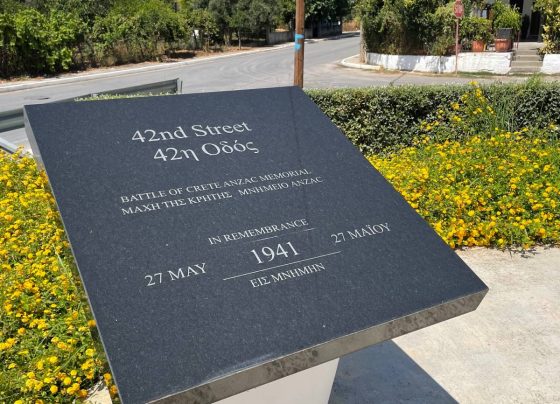 42nd Street
42η Οδός
BATTLE OF CRETE ANZAC MEMORIAL
ΜΑΧΗ ΤΗΣ ΚΡΗΤΗΣ ΜΝΗΜΕΙΟ ANZAC
IN REMEMBRANCE
27 MAY 1941 27 ΜΑΪΟΥ
ΕΙΣ ΜΝΗΜΗΝ